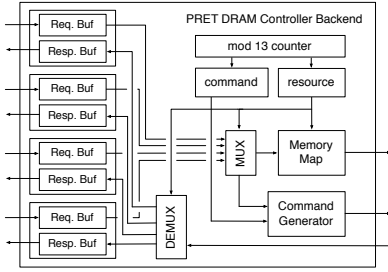 PRET DRAM Controller Backend
mod 13 counter
command
resource
Req. Buf
Resp. Buf
Req. Buf
Resp. Buf
Req. Buf
Resp. Buf
Req. Buf
Resp. Buf
MUX
Memory
Map
Command
Generator
DEMUX